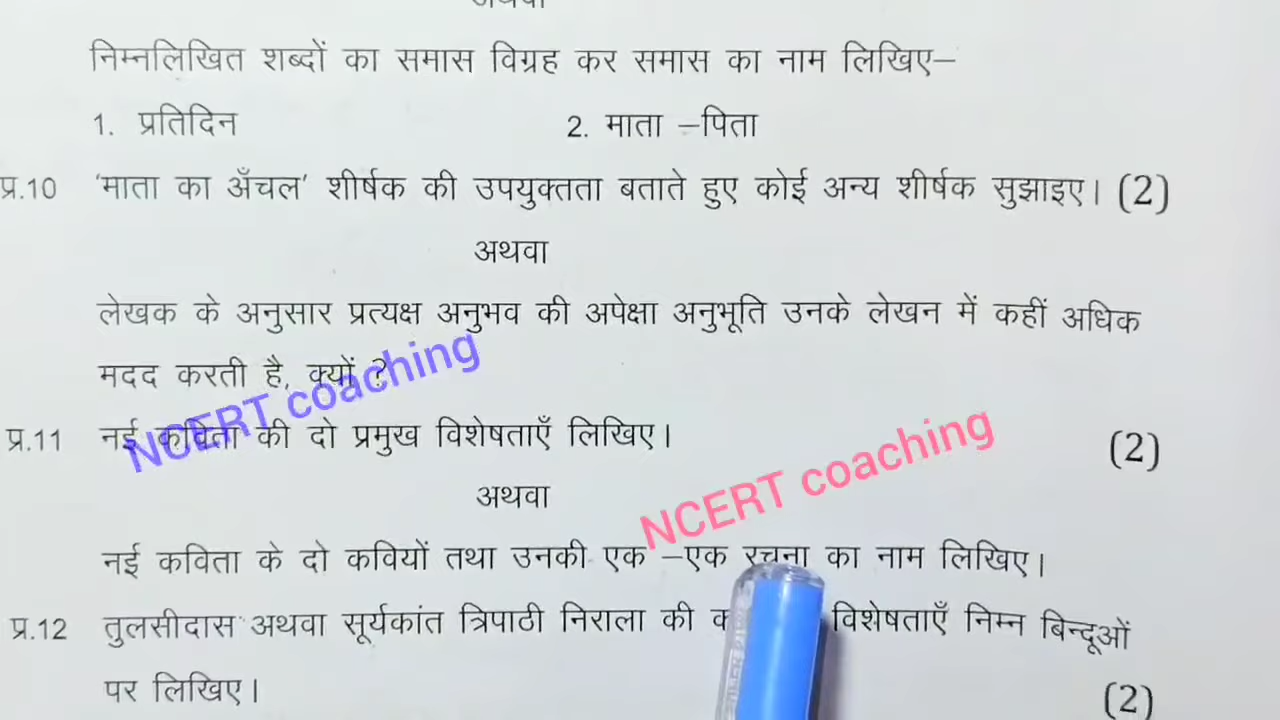 अथवा
निम्नलिखित शब्दों का समास विग्रह कर समास का नाम लिखिए–
1. प्रतिदिन 2. माता –पिता
प्र.10 'माता का अँचल' शीर्षक की उपयुक्तता बताते हुए कोई अन्य शीर्षक सुझाइए। (2)
अथवा
लेखक के अनुसार प्रत्यक्ष अनुभव की अपेक्षा अनुभूति उनके लेखन में कहीं अधिक
मदद करती है, क्यों ?
NCERT coaching
प्र.11 नई कविता की दो प्रमुख विशेषताएँ लिखिए। (2)
NCERT coaching
अथवा
नई कविता के दो कवियों तथा उनकी एक –एक रचना का नाम लिखिए।
प्र.12 तुलसीदास अथवा सूर्यकांत त्रिपाठी निराला की विशेषताएँ निम्न बिन्दूओं
पर लिखिए। (2)